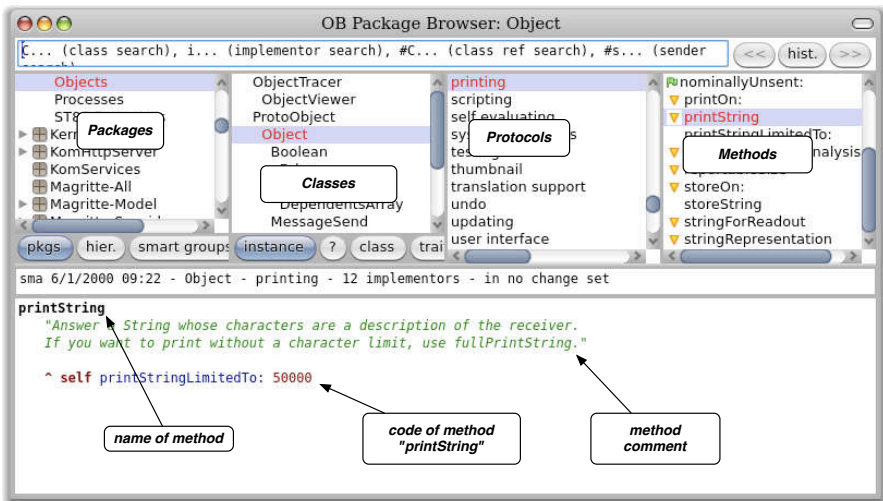 OB Package Browser: Object
C... (class search), i... (implementor search), #C... (class ref search), #s... (sender
<< hist. >>
Objects
Processes
KomHttpServer
KomServices
Magritte-All
Magritte-Model
Packages
pkgs hier. smart groups
ObjectTracer
ObjectViewer
ProtoObject
Object
Boolean
DependentsArray
MessageSend
Classes
instance ? class
printing
scripting
self evaluating
thumbnail
translation support
undo
updating
user interface
Protocols
nominallyUnsent:
printOn:
printString
printStringLimitedTo:
storeOn:
storeString
stringForReadout
stringRepresentation
Methods
sma 6/1/2000 09:22 - Object - printing - 12 implementors - in no change set
printString
"Answer a String whose characters are a description of the receiver.
If you want to print without a character limit, use fullPrintString."
^ self printStringLimitedTo: 50000
name of method
code of method
"printString"
method
comment